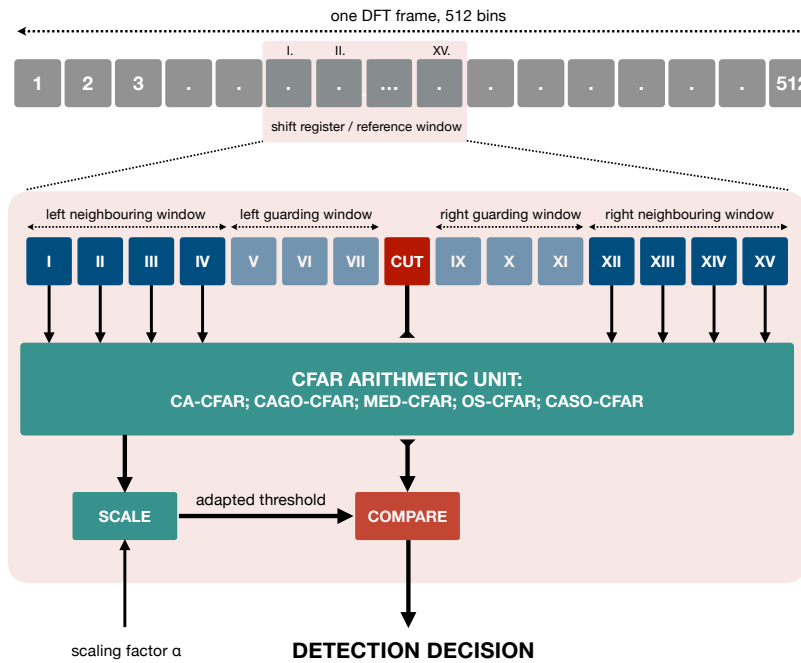 one DFT frame, 512 bins
I. II. XV.
1 2 3 . . . . ... . . . . . . . 512
shift register / reference window
left neighbouring window left guarding window right guarding window right neighbouring window
I II III IV V VI VII CUT IX X XI XII XIII XIV XV
CFAR ARITHMETIC UNIT:
CA-CFAR; CAGO-CFAR; MED-CFAR; OS-CFAR; CASO-CFAR
adapted threshold
SCALE COMPARE
scaling factor α DETECTION DECISION